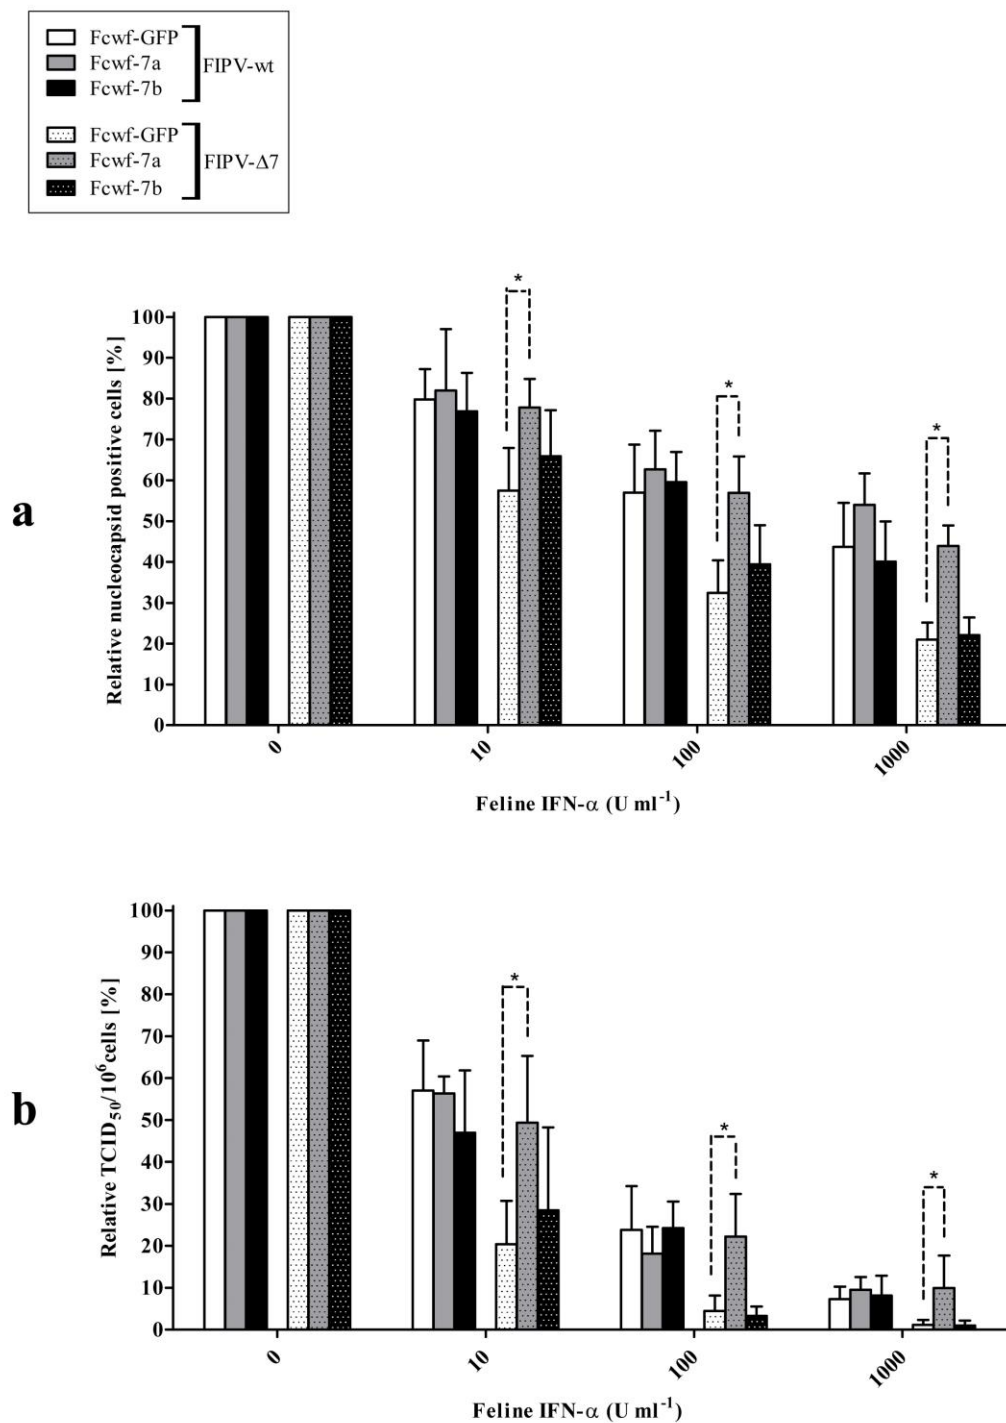 Fcwf-GFP
Fcwf-7a
Fcwf-7b
FIPV-wt
Fcwf-GFP
Fcwf-7a
Fcwf-7b
FIPV-Δ7
a
Relative nucleocapsid positive cells [%]
100
90
80
70
60
50
40
30
20
10
0
*
*
*
0
10
100
1000
Feline IFN-α (U ml⁻¹)
b
Relative TCID₅₀/10⁶cells [%]
100
90
80
70
60
50
40
30
20
10
0
*
*
*
0
10
100
1000
Feline IFN-α (U ml⁻¹)